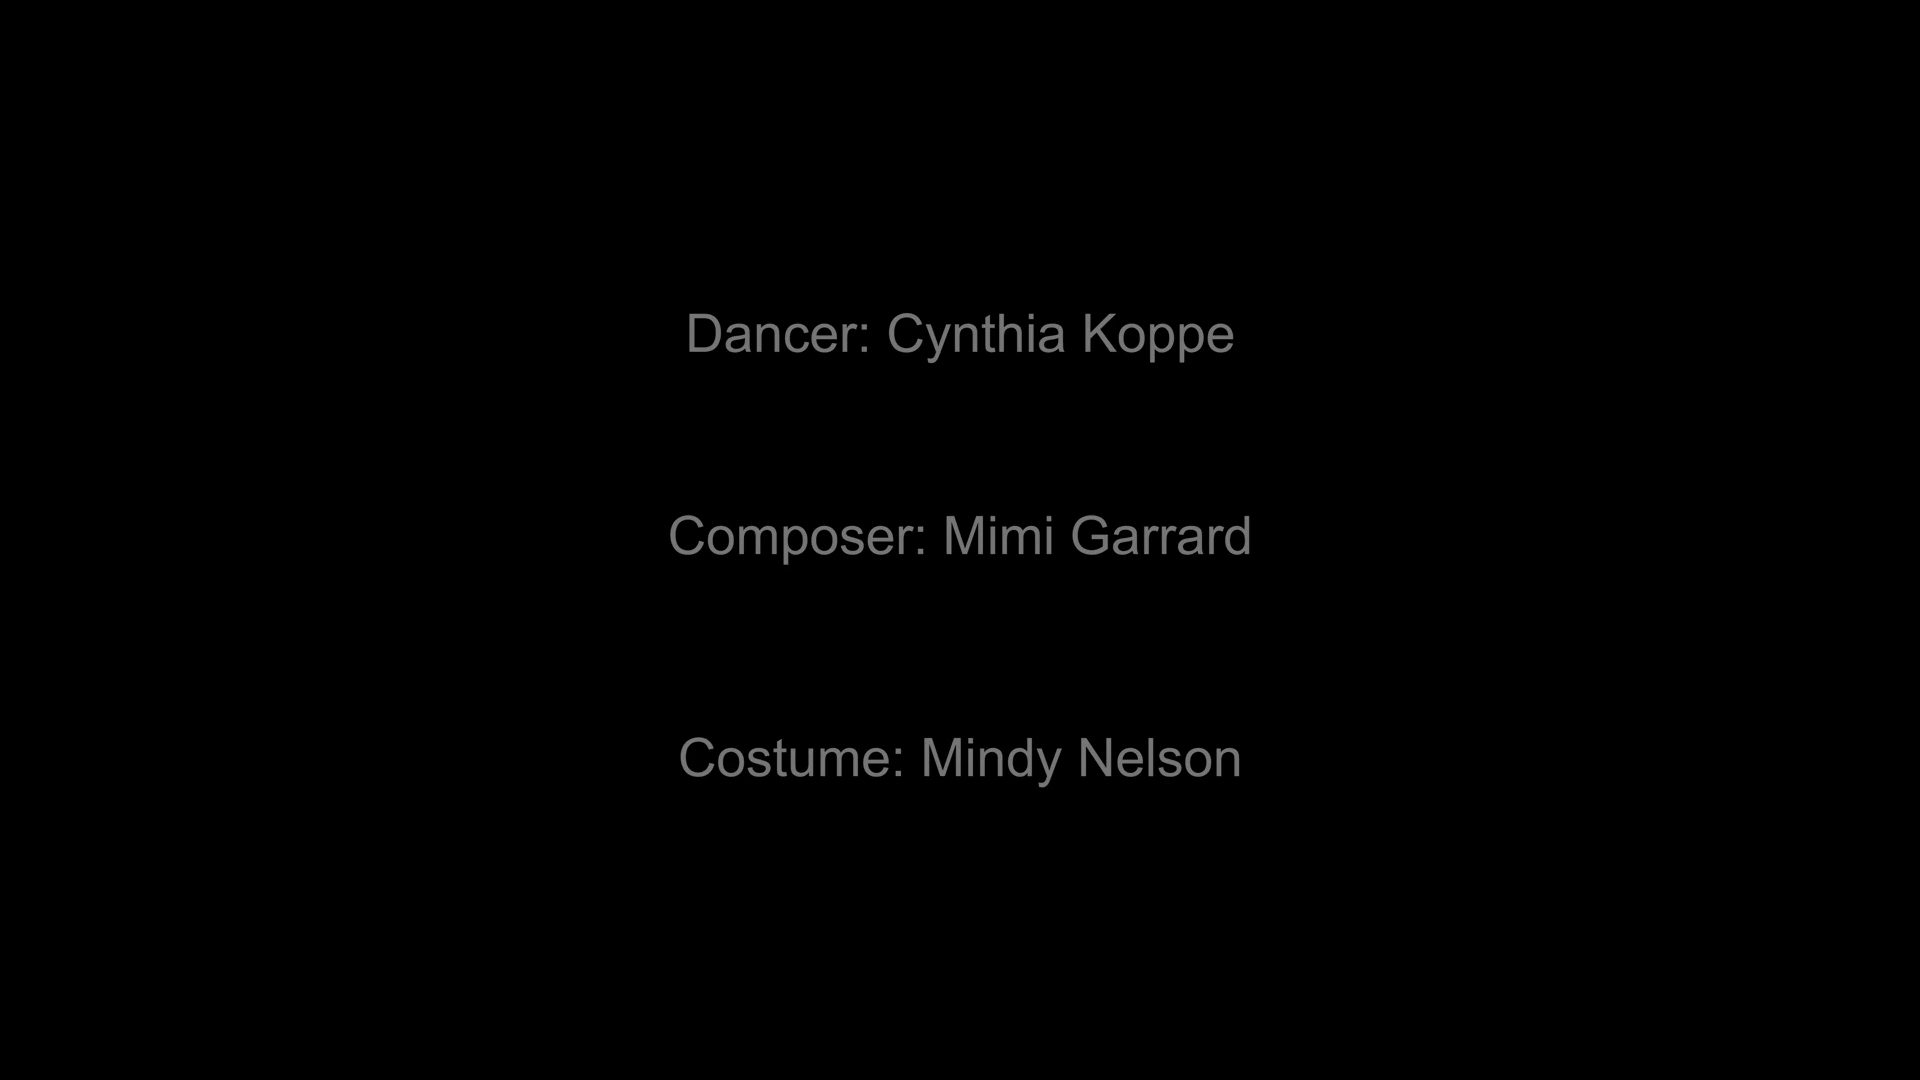 Dancer: Cynthia Koppe
Composer: Mimi Garrard
Costume: Mindy Nelson